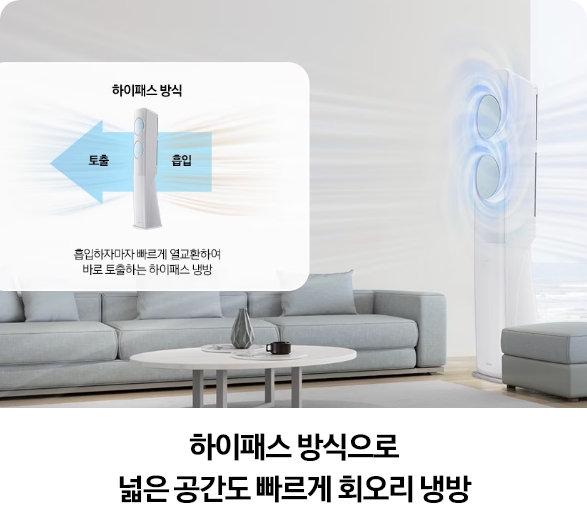 하이패스 방식
토출
흡입
흡입하자마자 빠르게 열교환하여
바로 토출하는 하이패스 냉방
하이패스 방식으로
넓은 공간도 빠르게 회오리 냉방